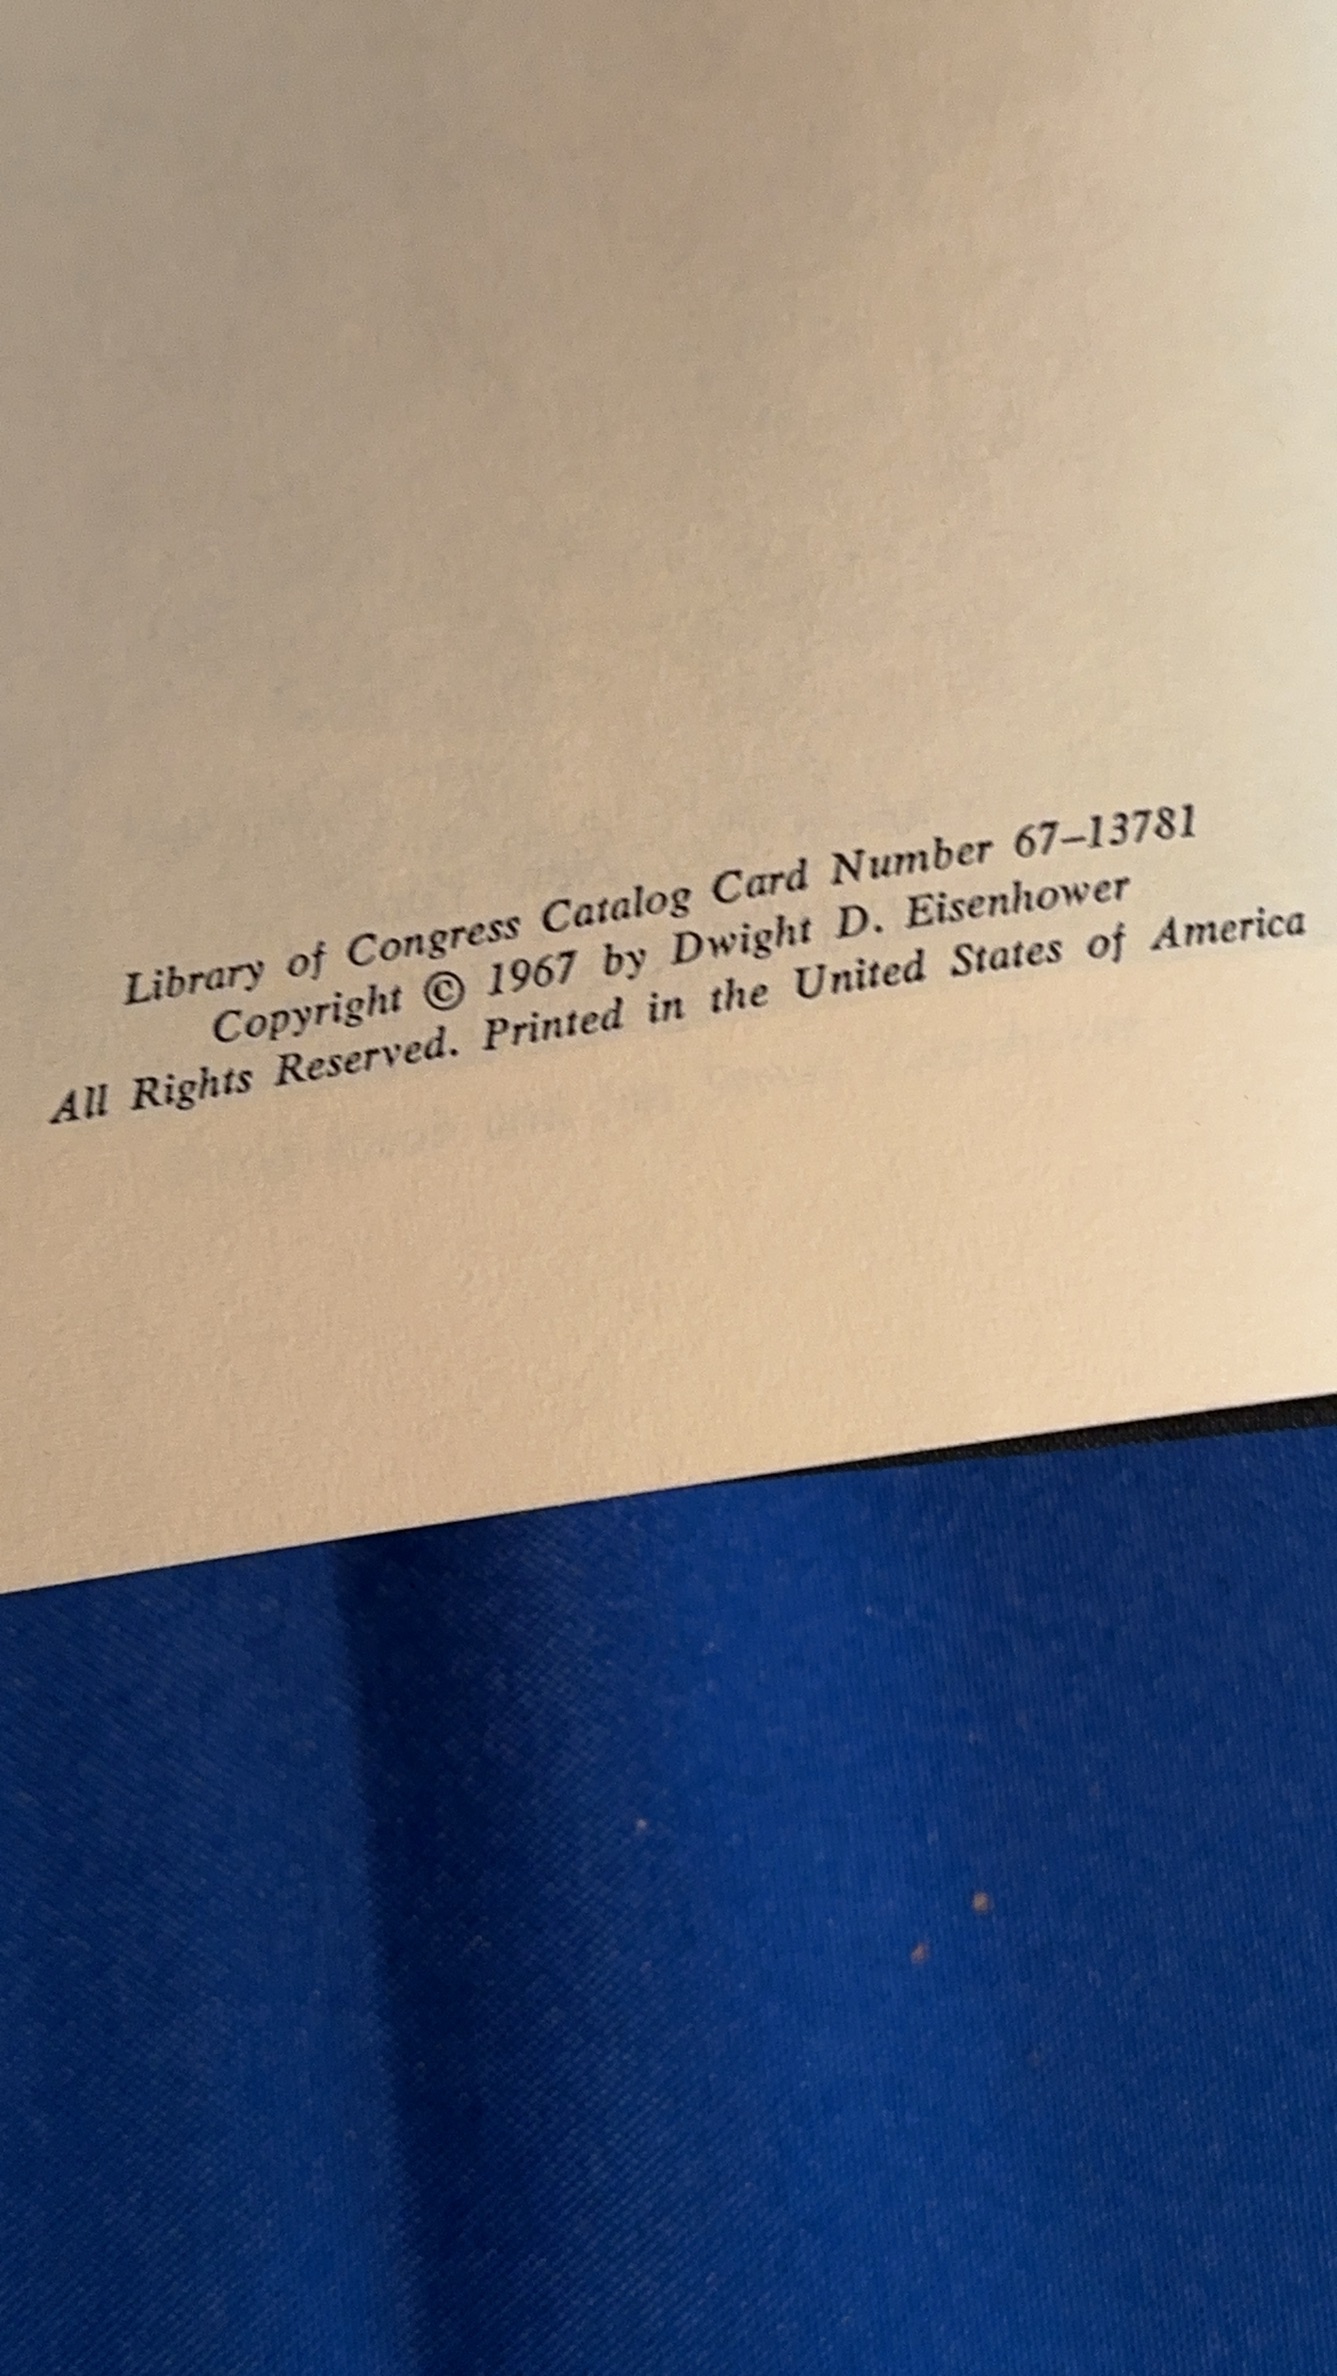 Library of Congress Catalog Card Number 67–13781
Copyright © 1967 by Dwight D. Eisenhower
All Rights Reserved. Printed in the United States of America